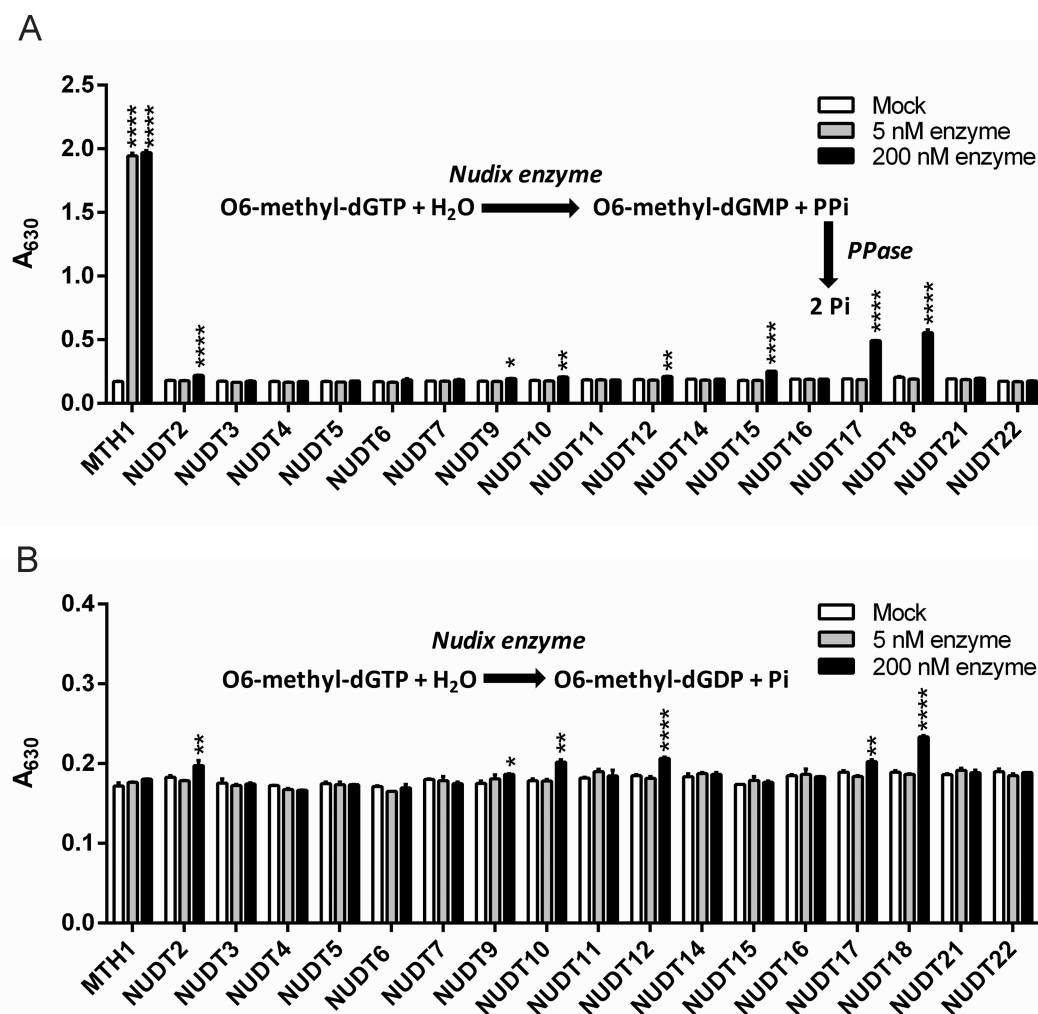 A
2.5
2.0
1.5
1.0
0.5
0.0
A630
Mock
5 nM enzyme
200 nM enzyme
Nudix enzyme
O6-methyl-dGTP + H2O
O6-methyl-dGMP + PPi
PPase
2 Pi
****
****
****
*
**
**
****
****
****
MTH1
NUDT2
NUDT3
NUDT4
NUDT5
NUDT6
NUDT7
NUDT9
NUDT10
NUDT11
NUDT12
NUDT14
NUDT15
NUDT16
NUDT17
NUDT18
NUDT21
NUDT22
B
0.4
0.3
0.2
0.1
0.0
A630
Mock
5 nM enzyme
200 nM enzyme
Nudix enzyme
O6-methyl-dGTP + H2O
O6-methyl-dGDP + Pi
**
*
**
****
**
****
MTH1
NUDT2
NUDT3
NUDT4
NUDT5
NUDT6
NUDT7
NUDT9
NUDT10
NUDT11
NUDT12
NUDT14
NUDT15
NUDT16
NUDT17
NUDT18
NUDT21
NUDT22